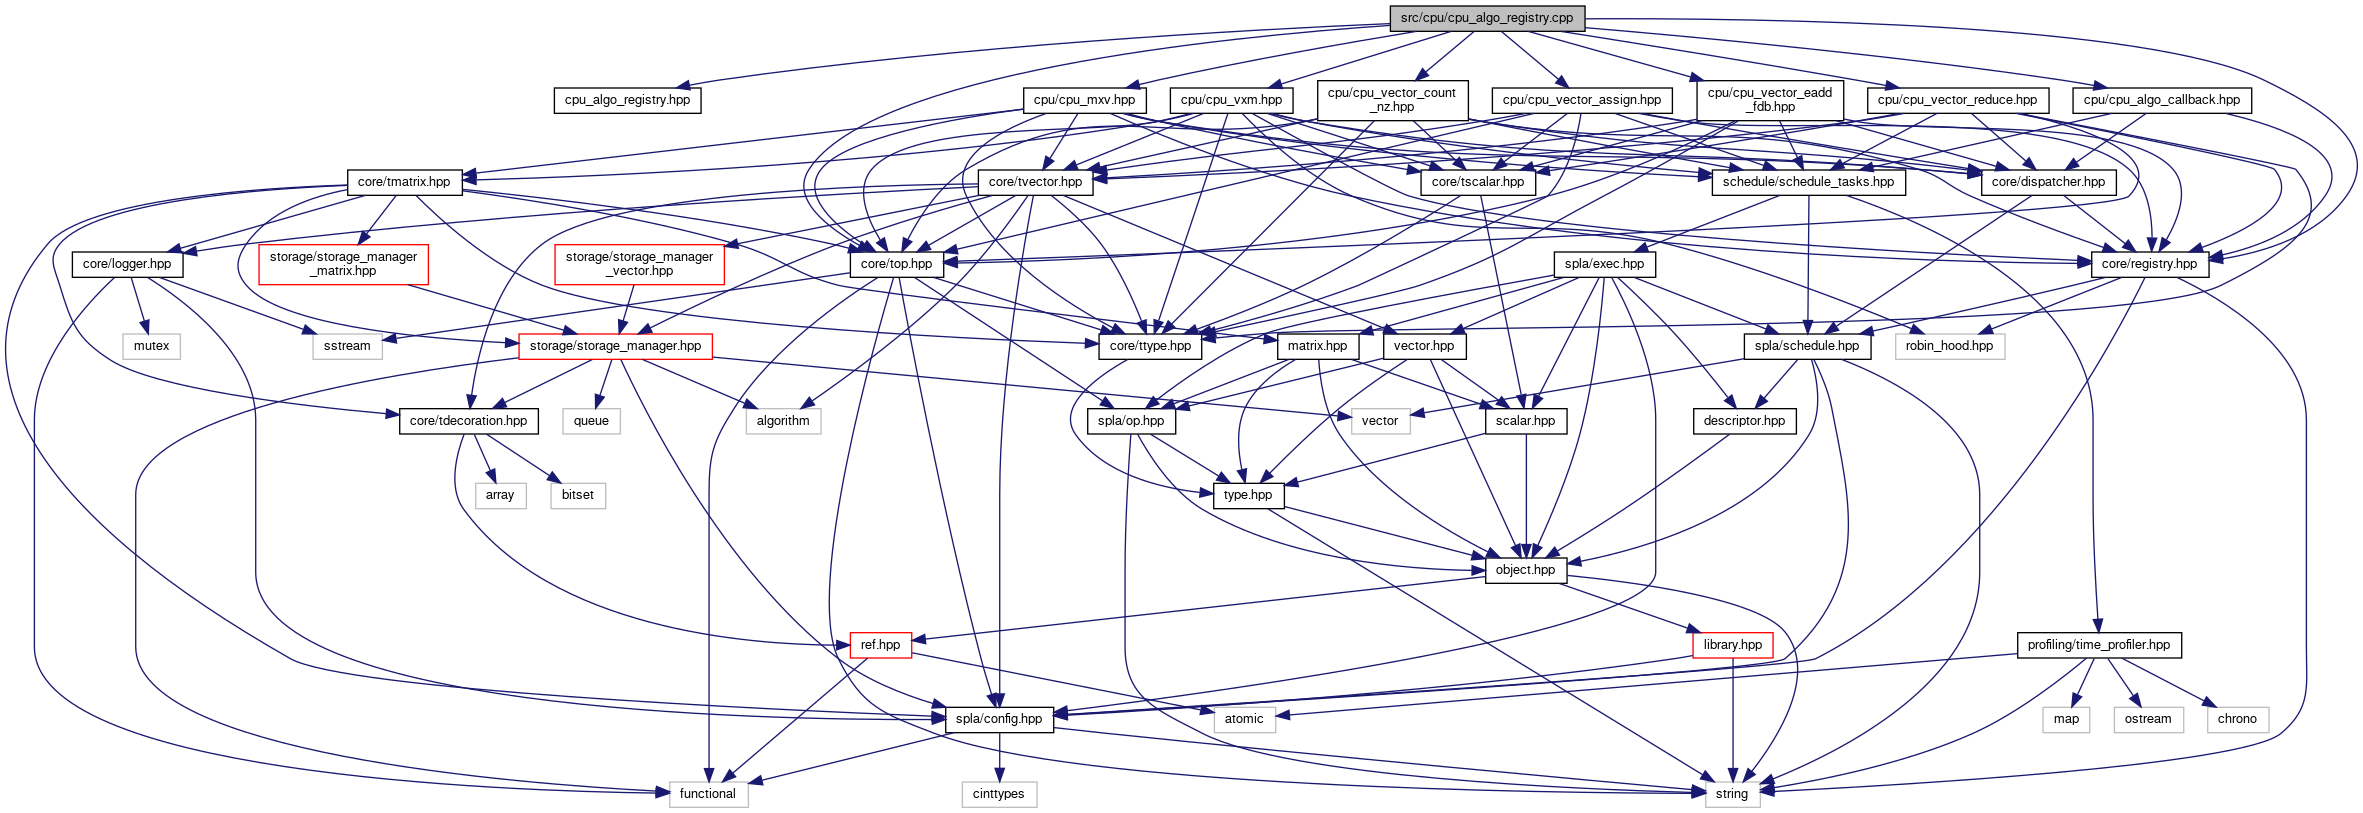 src/cpu/cpu_algo_registry.cpp
cpu_algo_registry.hpp
cpu/cpu_mxv.hpp
cpu/cpu_vxm.hpp
cpu/cpu_vector_count
_nz.hpp
cpu/cpu_vector_assign.hpp
cpu/cpu_vector_eadd
_fdb.hpp
cpu/cpu_vector_reduce.hpp
cpu/cpu_algo_callback.hpp
core/tmatrix.hpp
core/tvector.hpp
core/tscalar.hpp
schedule/schedule_tasks.hpp
core/dispatcher.hpp
core/logger.hpp
storage/storage_manager
_matrix.hpp
storage/storage_manager
_vector.hpp
core/top.hpp
spla/exec.hpp
core/registry.hpp
mutex
sstream
storage/storage_manager.hpp
core/ttype.hpp
matrix.hpp
vector.hpp
spla/schedule.hpp
robin_hood.hpp
core/tdecoration.hpp
queue
algorithm
spla/op.hpp
vector
scalar.hpp
descriptor.hpp
array
bitset
type.hpp
object.hpp
ref.hpp
library.hpp
profiling/time_profiler.hpp
spla/config.hpp
atomic
map
ostream
chrono
functional
cinttypes
string